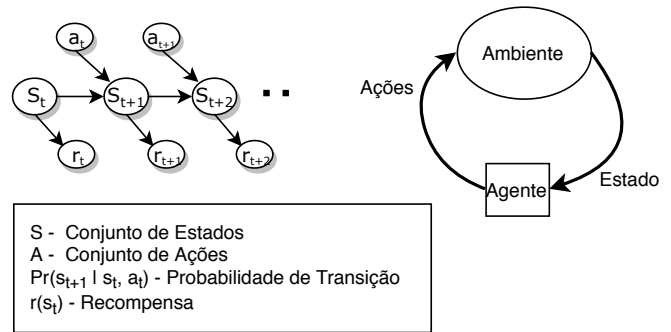 a_t a_{t+1}
S_t S_{t+1} S_{t+2} ..
r_t r_{t+1} r_{t+2}
Ambiente
Ações
Agente
Estado
S - Conjunto de Estados
A - Conjunto de Ações
Pr(s_{t+1} | s_t, a_t) - Probabilidade de Transição
r(s_t) - Recompensa